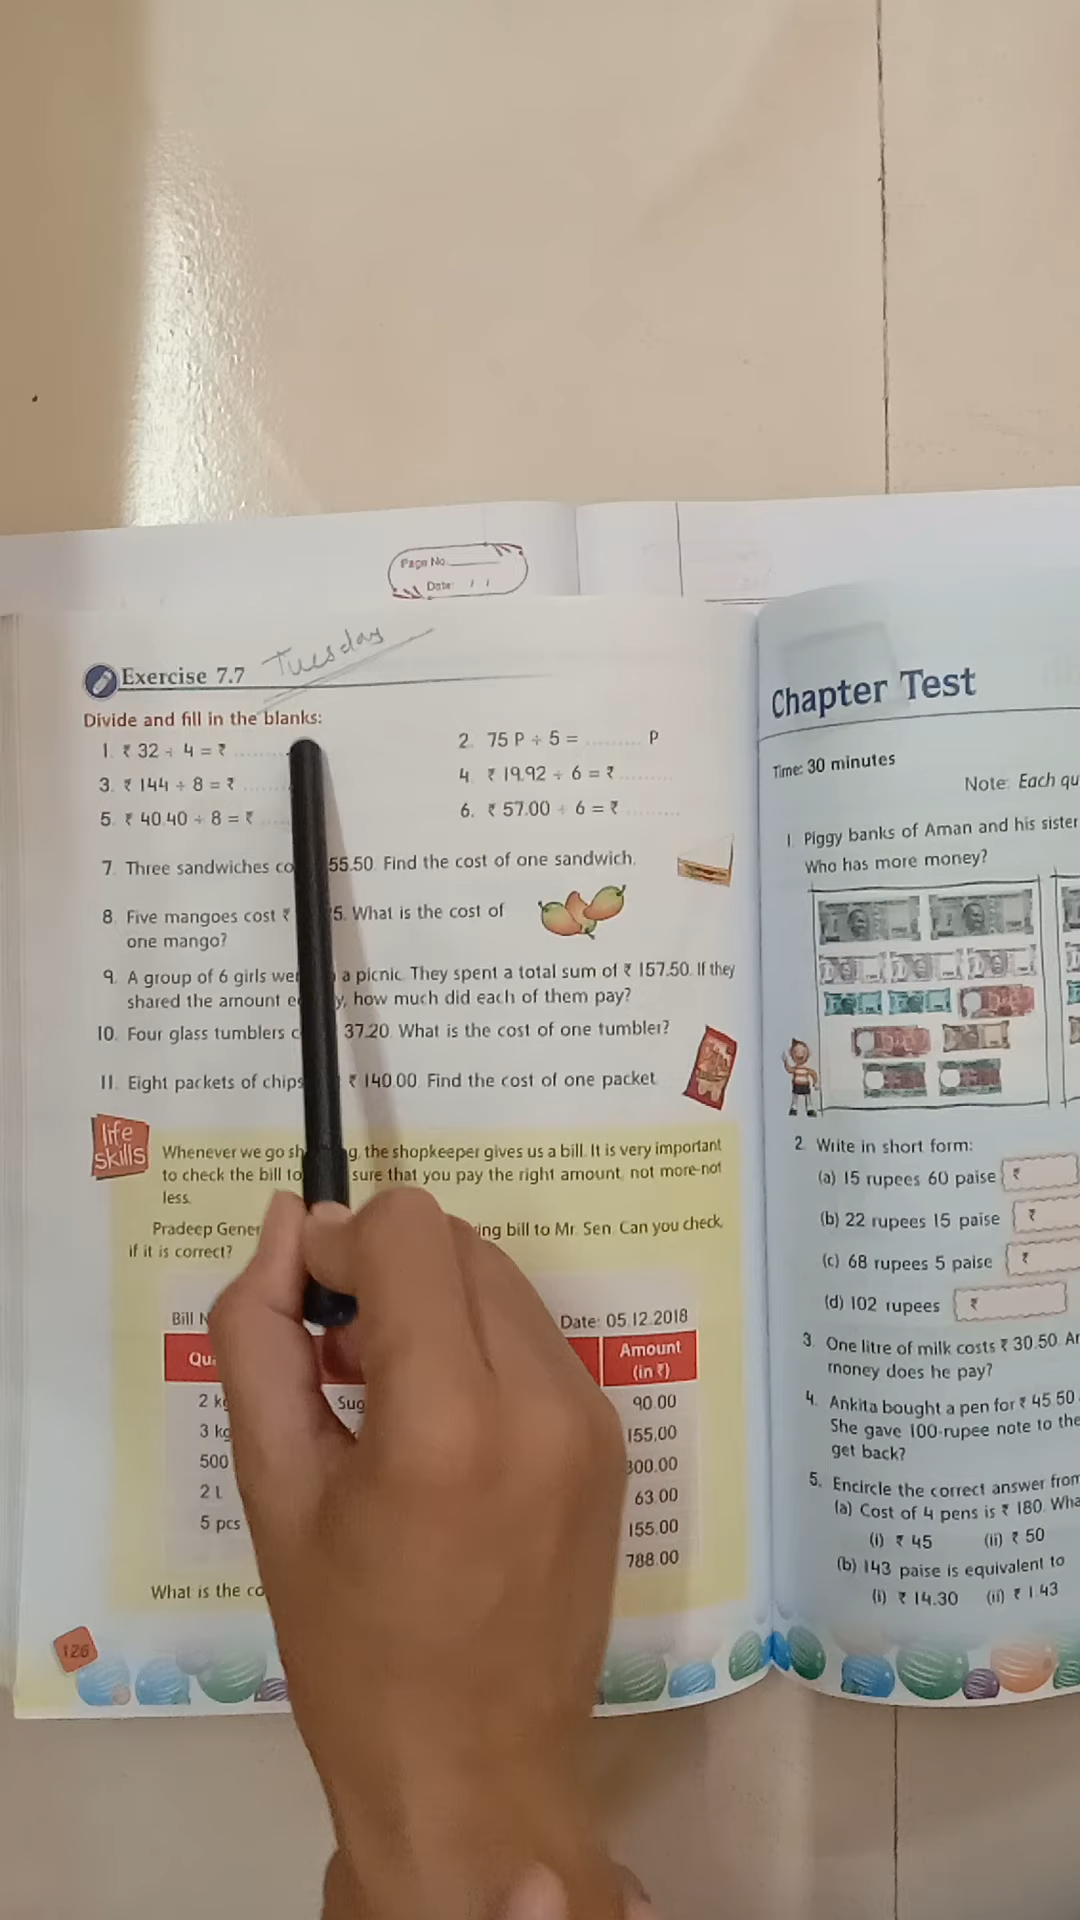 Page No.
Date: / /
Exercise 7.7 Tuesday
Divide and fill in the blanks:
1. ₹ 32 ÷ 4 = ₹ ..........
2. 75 P ÷ 5 = .......... P
3. ₹ 144 ÷ 8 = ₹ ..........
4. ₹ 19.92 ÷ 6 = ₹ ..........
5. ₹ 40.40 ÷ 8 = ₹ ..........
6. ₹ 57.00 ÷ 6 = ₹ ..........
7. Three sandwiches 55.50. Find the cost of one sandwich.
8. Five mangoes cost ₹ 5. What is the cost of
one mango?
9. A group of 6 girls a picnic. They spent a total sum of ₹ 157.50. If they
shared the amount how much did each of them pay?
10. Four glass tumblers 37.20. What is the cost of one tumbler?
11. Eight packets of chips ₹ 140.00. Find the cost of one packet.
life
skills
Whenever we go the shopkeeper gives us a bill. It is very important
to check the bill to sure that you pay the right amount, not more-not
less.
Pradeep bill to Mr. Sen. Can you check,
if it is correct?
Bill Date: 05.12.2018
Amount
(in ₹)
2 kg 90.00
3 kg 155.00
500 300.00
2 L 63.00
5 pcs 155.00
788.00
What is the
126
Chapter Test
Time: 30 minutes
Note: Each
1. Piggy banks of Aman and his sister
Who has more money?
2. Write in short form:
(a) 15 rupees 60 paise ₹
(b) 22 rupees 15 paise ₹
(c) 68 rupees 5 paise ₹
(d) 102 rupees ₹
3. One litre of milk costs ₹ 30.50.
money does he pay?
4. Ankita bought a pen for ₹ 45.50
She gave 100-rupee note to the
get back?
5. Encircle the correct answer from
(a) Cost of 4 pens is ₹ 180.
(i) ₹ 45 (ii) ₹ 50
(b) 143 paise is equivalent to
(i) ₹ 14.30 (ii) ₹ 1.43